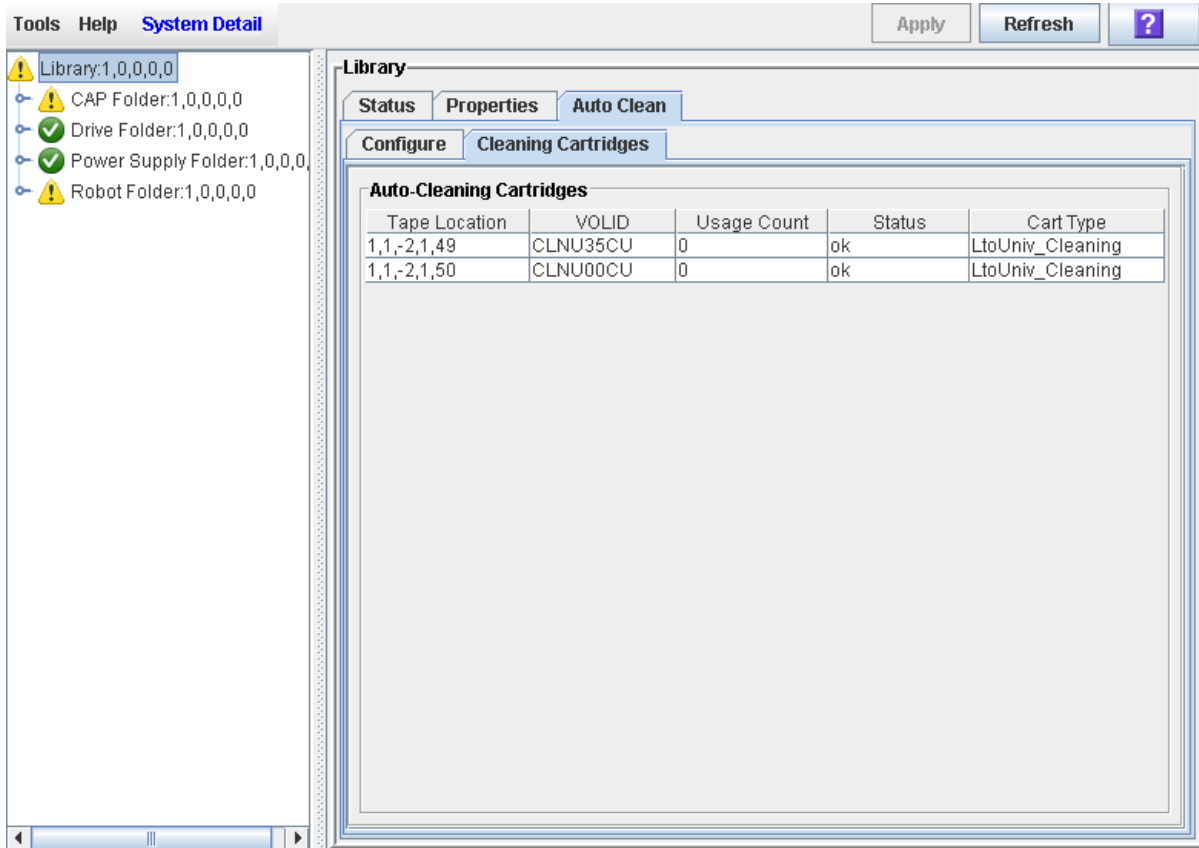 Tools Help System Detail Apply Refresh ?
Library:1,0,0,0,0
CAP Folder:1,0,0,0,0
Drive Folder:1,0,0,0,0
Power Supply Folder:1,0,0,0,
Robot Folder:1,0,0,0,0
Library
Status Properties Auto Clean
Configure Cleaning Cartridges
Auto-Cleaning Cartridges
Tape Location VOLID Usage Count Status Cart Type
1,1,-2,1,49 CLNU35CU 0 ok LtoUniv_Cleaning
1,1,-2,1,50 CLNU00CU 0 ok LtoUniv_Cleaning